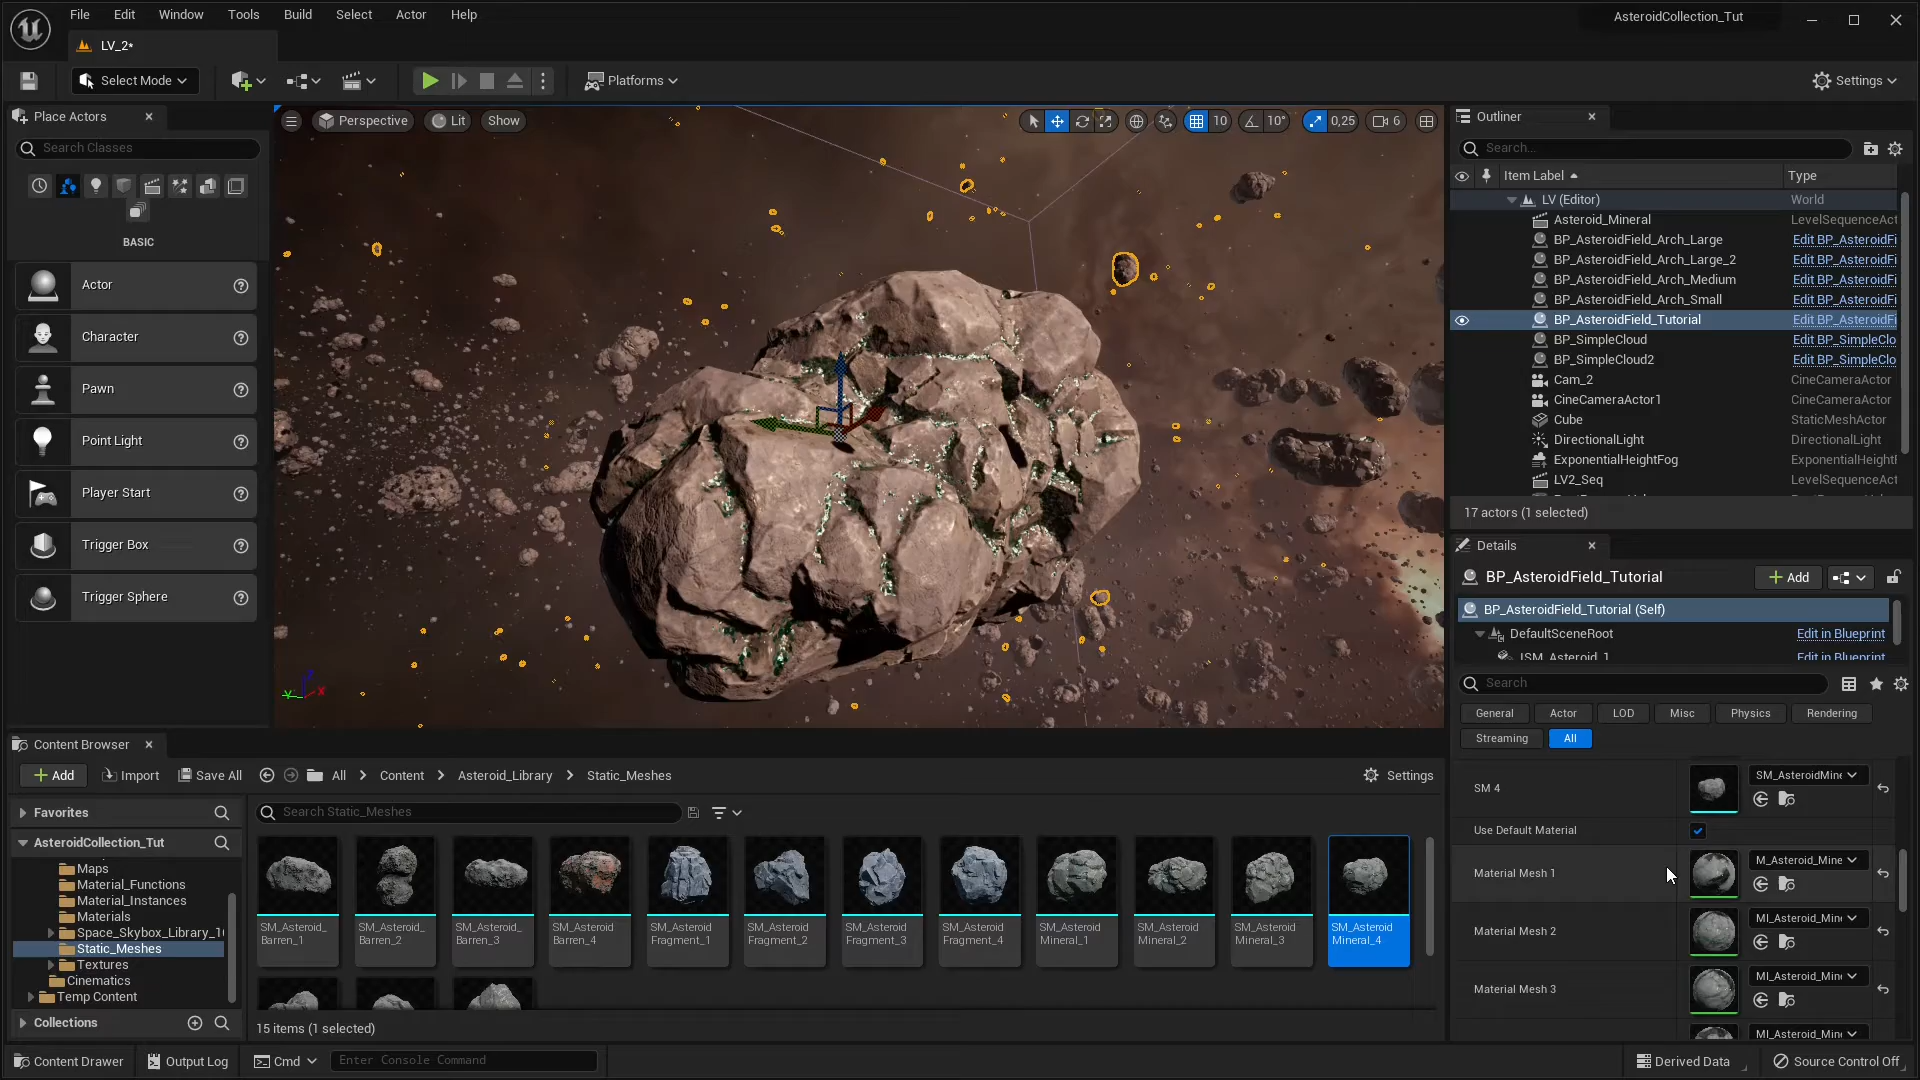 File Edit Window Tools Build Select Actor Help
AsteroidCollection_Tut
LV_2*
Select Mode
Platforms
Settings
Place Actors
Search Classes
BASIC
Actor
Character
Pawn
Point Light
Player Start
Trigger Box
Trigger Sphere
Perspective Lit Show
10 10° 0,25 6
Outliner
Search...
Item Label Type
LV (Editor) World
Asteroid_Mineral LevelSequenceAct
BP_AsteroidField_Arch_Large Edit BP_AsteroidFi
BP_AsteroidField_Arch_Large_2 Edit BP_AsteroidFi
BP_AsteroidField_Arch_Medium Edit BP_AsteroidFi
BP_AsteroidField_Arch_Small Edit BP_AsteroidFi
BP_AsteroidField_Tutorial Edit BP_AsteroidFi
BP_SimpleCloud Edit BP_SimpleClo
BP_SimpleCloud2 Edit BP_SimpleClo
Cam_2 CineCameraActor
CineCameraActor1 CineCameraActor
Cube StaticMeshActor
DirectionalLight DirectionalLight
ExponentialHeightFog ExponentialHeightF
LV2_Seq LevelSequenceAct
17 actors (1 selected)
Details
BP_AsteroidField_Tutorial Add
BP_AsteroidField_Tutorial (Self)
DefaultSceneRoot Edit in Blueprint
ISM_Asteroid_1 Edit in Blueprint
Search
General Actor LOD Misc Physics Rendering
Streaming All
SM 4 SM_AsteroidMine
Use Default Material
Material Mesh 1 M_Asteroid_Mine
Material Mesh 2 MI_Asteroid_Mine
Material Mesh 3 MI_Asteroid_Mine
MI_Asteroid_Mine
Content Browser
Add Import Save All All > Content > Asteroid_Library > Static_Meshes Settings
Favorites
Search Static_Meshes
AsteroidCollection_Tut
Maps
Material_Functions
Material_Instances
Materials
Space_Skybox_Library_1
Static_Meshes
Textures
Cinematics
Temp Content
Collections
SM_Asteroid_ SM_Asteroid_ SM_Asteroid_ SM_Asteroid SM_Asteroid SM_Asteroid SM_Asteroid SM_Asteroid SM_Asteroid SM_Asteroid SM_Asteroid SM_Asteroid
Barren_1 Barren_2 Barren_3 Barren_4 Fragment_1 Fragment_2 Fragment_3 Fragment_4 Mineral_1 Mineral_2 Mineral_3 Mineral_4
15 items (1 selected)
Content Drawer Output Log Cmd Enter Console Command Derived Data Source Control Off